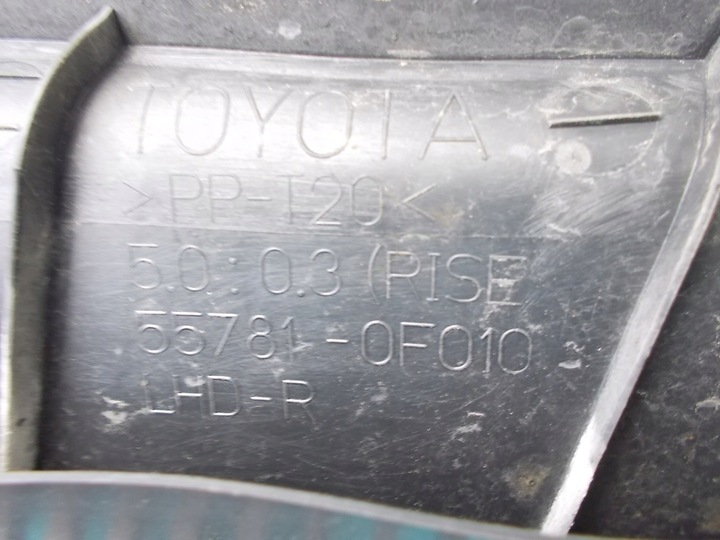 TOYOTA
>PP-T20<
5.0:0.3 (RISE
55781-0F010
LHD-R